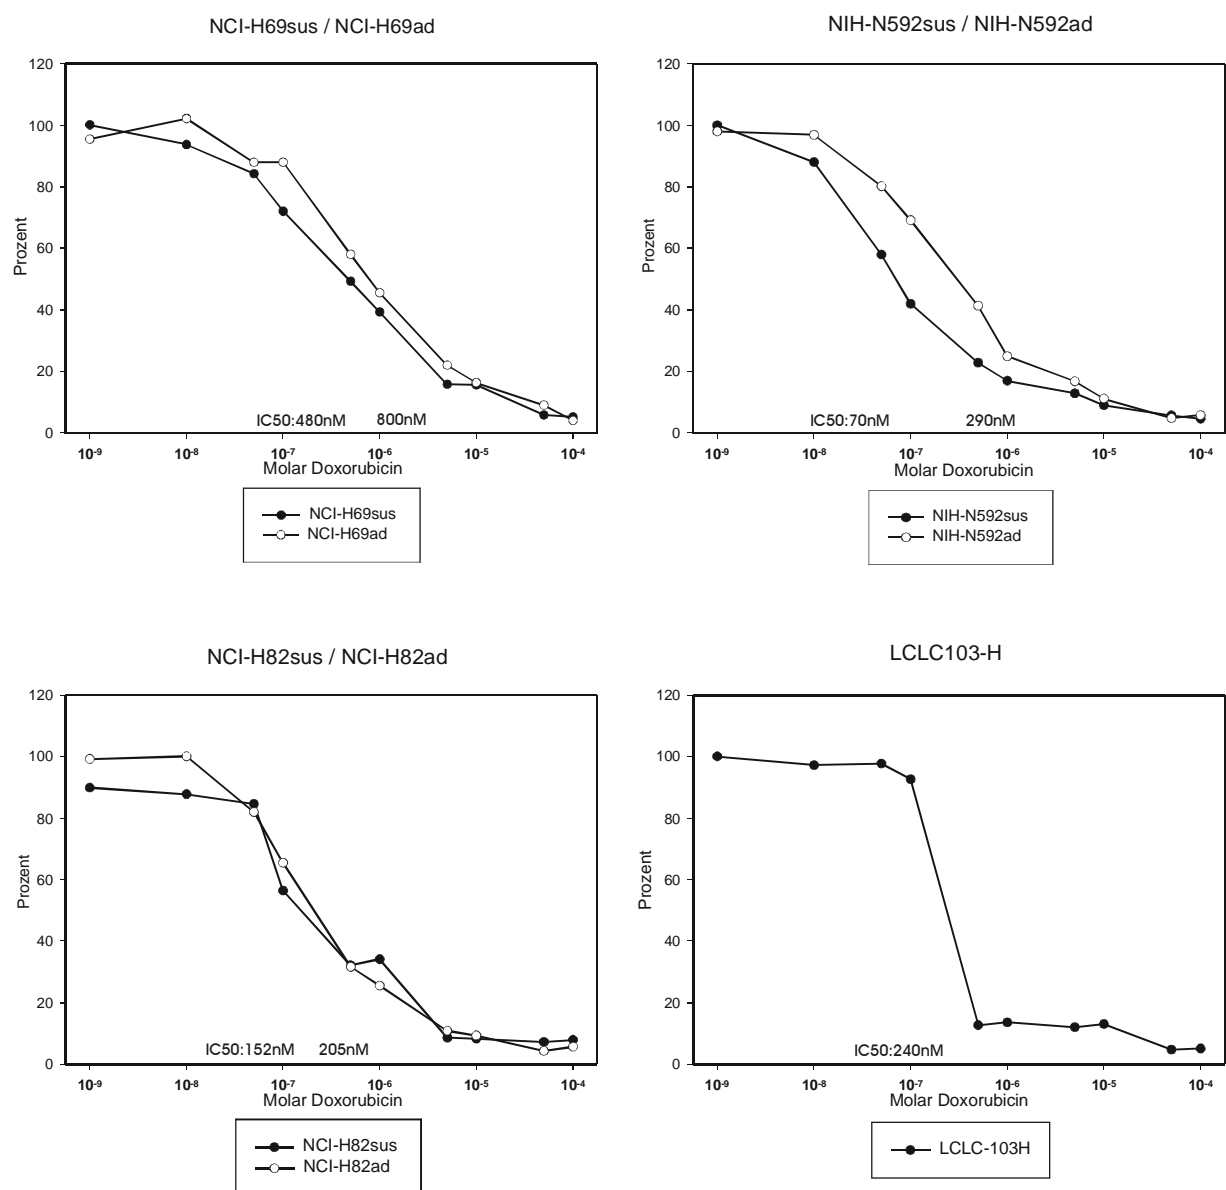 NCI-H69sus / NCI-H69ad
120
100
80
60
40
20
0
Prozent
IC50:480nM 800nM
10-9 10-8 10-7 10-6 10-5 10-4
Molar Doxorubicin
NCI-H69sus
NCI-H69ad
NIH-N592sus / NIH-N592ad
120
100
80
60
40
20
0
Prozent
IC50:70nM 290nM
10-9 10-8 10-7 10-6 10-5 10-4
Molar Doxorubicin
NIH-N592sus
NIH-N592ad
NCI-H82sus / NCI-H82ad
120
100
80
60
40
20
0
Prozent
IC50:152nM 205nM
10-9 10-8 10-7 10-6 10-5 10-4
Molar Doxorubicin
NCI-H82sus
NCI-H82ad
LCLC103-H
120
100
80
60
40
20
0
Prozent
IC50:240nM
10-9 10-8 10-7 10-6 10-5 10-4
Molar Doxorubicin
LCLC-103H